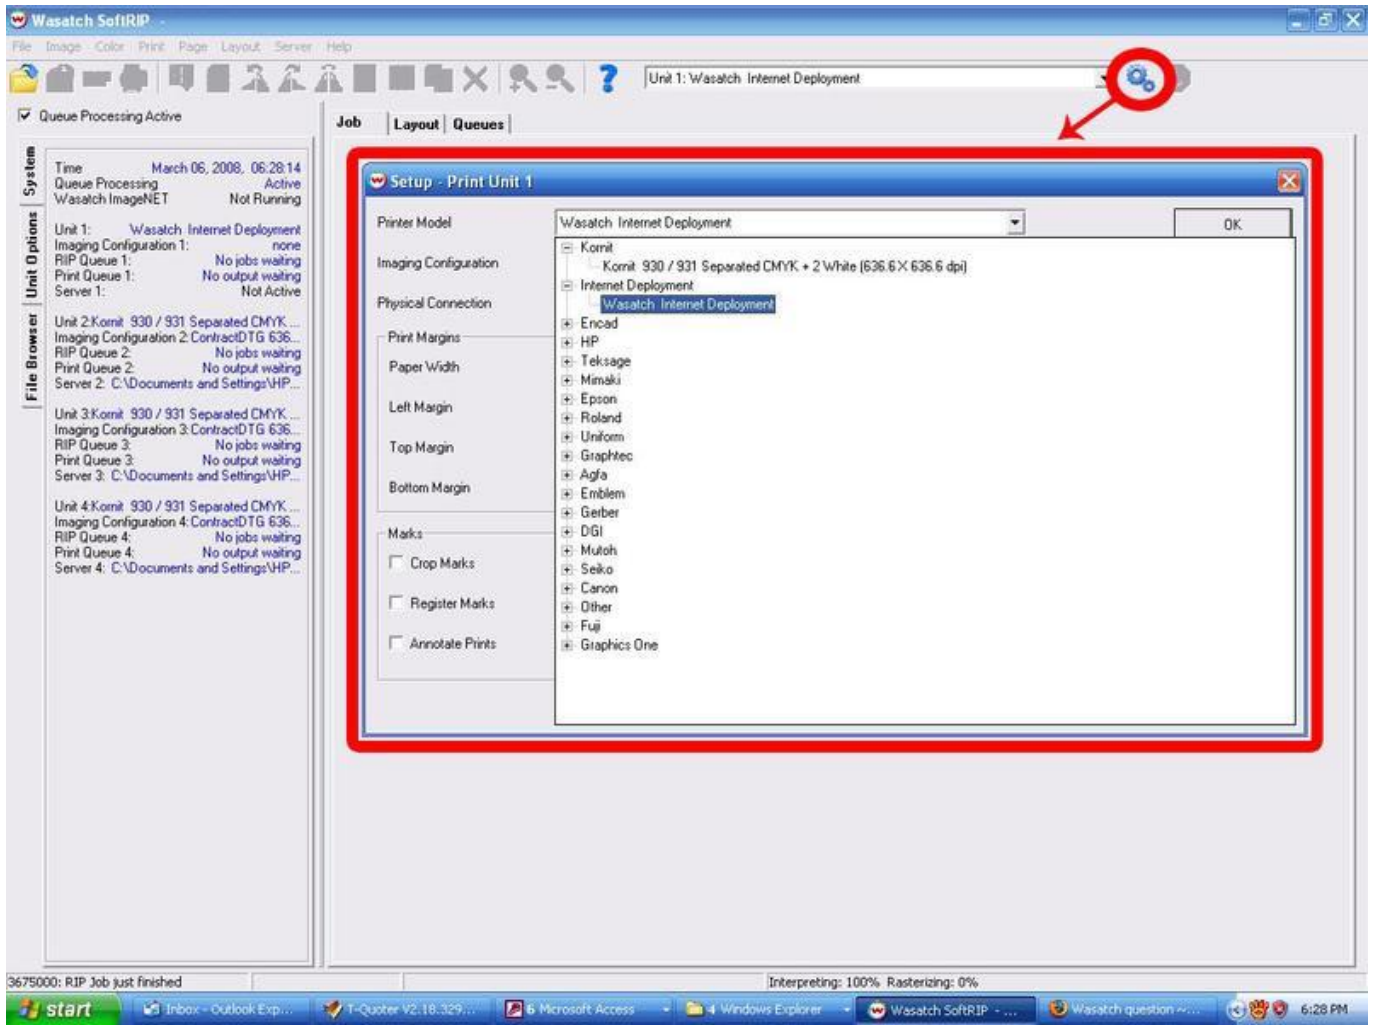 Wasatch SoftRIP -
File Image Color Print Page Layout Server Help
Unit 1: Wasatch Internet Deployment
Queue Processing Active
Job Layout Queues
System
Unit Options
File Browser
Time March 06, 2008, 06:28:14
Queue Processing Active
Wasatch ImageNET Not Running
Unit 1: Wasatch Internet Deployment
Imaging Configuration 1: none
RIP Queue 1: No jobs waiting
Print Queue 1: No output waiting
Server 1: Not Active
Unit 2:Kornit 930 / 931 Separated CMYK ...
Imaging Configuration 2:ContractDTG 636...
RIP Queue 2: No jobs waiting
Print Queue 2: No output waiting
Server 2: C:\Documents and Settings\HP...
Unit 3:Kornit 930 / 931 Separated CMYK ...
Imaging Configuration 3:ContractDTG 636...
RIP Queue 3: No jobs waiting
Print Queue 3: No output waiting
Server 3: C:\Documents and Settings\HP...
Unit 4:Kornit 930 / 931 Separated CMYK ...
Imaging Configuration 4:ContractDTG 636...
RIP Queue 4: No jobs waiting
Print Queue 4: No output waiting
Server 4: C:\Documents and Settings\HP...
Setup - Print Unit 1
Printer Model Wasatch Internet Deployment OK
Imaging Configuration
Physical Connection
Print Margins
Paper Width
Left Margin
Top Margin
Bottom Margin
Marks
Crop Marks
Register Marks
Annotate Prints
Kornit
Kornit 930 / 931 Separated CMYK + 2 White (636.6 X 636.6 dpi)
Internet Deployment
Wasatch Internet Deployment
Encad
HP
Teksage
Mimaki
Epson
Roland
Uniform
Graphtec
Agfa
Emblem
Gerber
DGI
Mutoh
Seiko
Canon
Other
Fuji
Graphics One
3675000: RIP Job just finished Interpreting: 100% Rasterizing: 0%
start Inbox - Outlook Exp... T-Quoter V2.18.329... 6 Microsoft Access 4 Windows Explorer Wasatch SoftRIP - ... Wasatch question ~... 6:28 PM